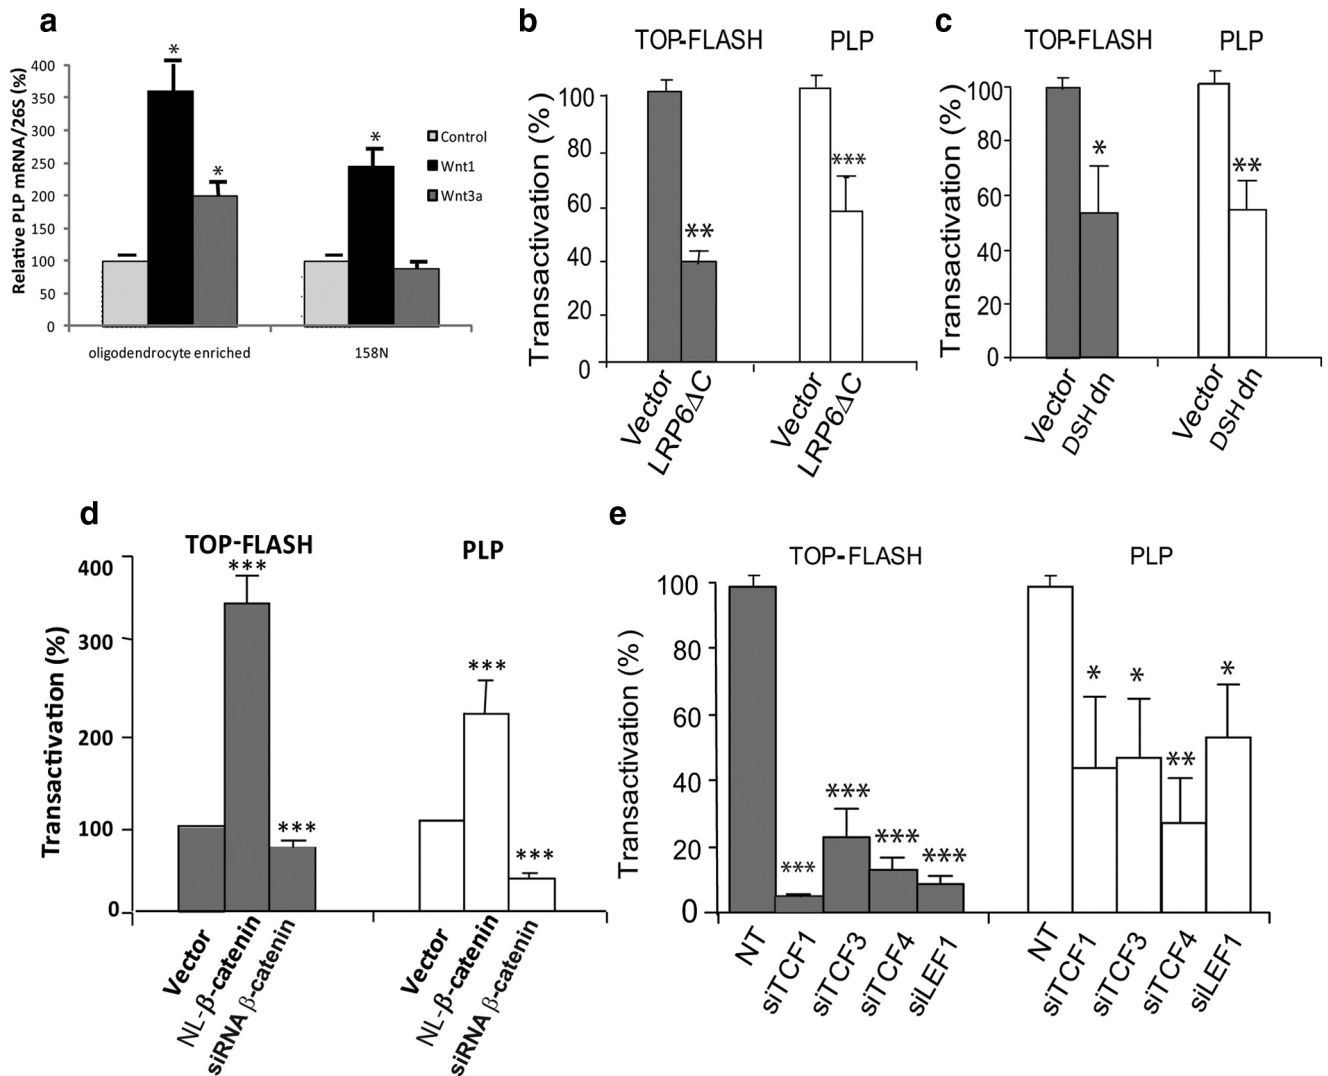 a
Relative PLP mRNA/26S (%)
400
350
300
250
200
150
100
50
0
*
*
*
Control
Wnt1
Wnt3a
oligodendrocyte enriched
158N
b
TOP-FLASH
PLP
Transactivation (%)
100
80
60
40
20
0
**
***
Vector
LRP6ΔC
Vector
LRP6ΔC
c
TOP-FLASH
PLP
Transactivation (%)
100
80
60
40
20
0
*
**
Vector
DSH dn
Vector
DSH dn
d
TOP-FLASH
PLP
Transactivation (%)
400
300
200
100
0
***
***
***
***
Vector
NL-β-catenin
siRNA β-catenin
Vector
NL-β-catenin
siRNA β-catenin
e
TOP-FLASH
PLP
Transactivation (%)
100
80
60
40
20
0
***
***
***
***
*
*
**
*
NT
siTCF1
siTCF3
siTCF4
siLEF1
NT
siTCF1
siTCF3
siTCF4
siLEF1